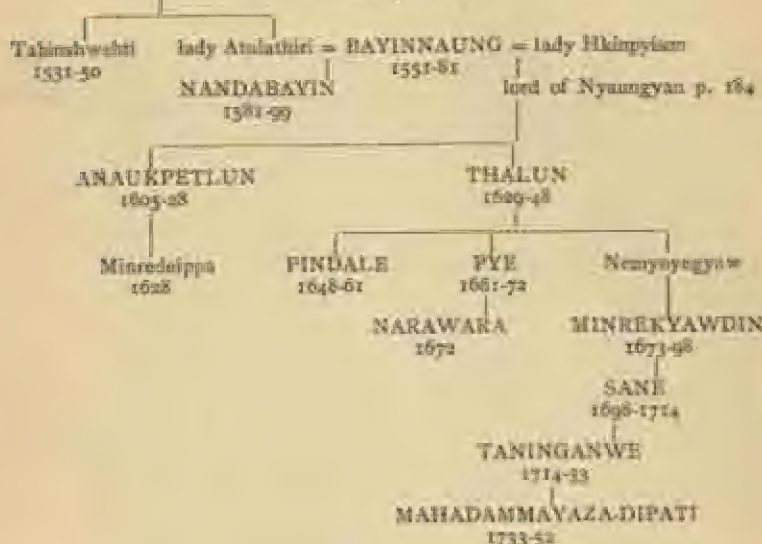 Tabinshwehti lady Atulathiri = BAYINNAUNG = lady Hkinpyison
1531-50 1551-81
NANDABAYIN lord of Nyaungyan p. 184
1581-99
ANAUKPETLUN THALUN
1605-28 1629-48
Minredeippa PINDALE PYE Nemyoyegyaw
1628 1648-61 1661-72
NARAWARA MINREKYAWDIN
1672 1673-98
SANE
1698-1714
TANINGANWE
1714-33
MAHADAMMAYAZA-DIPATI
1733-52